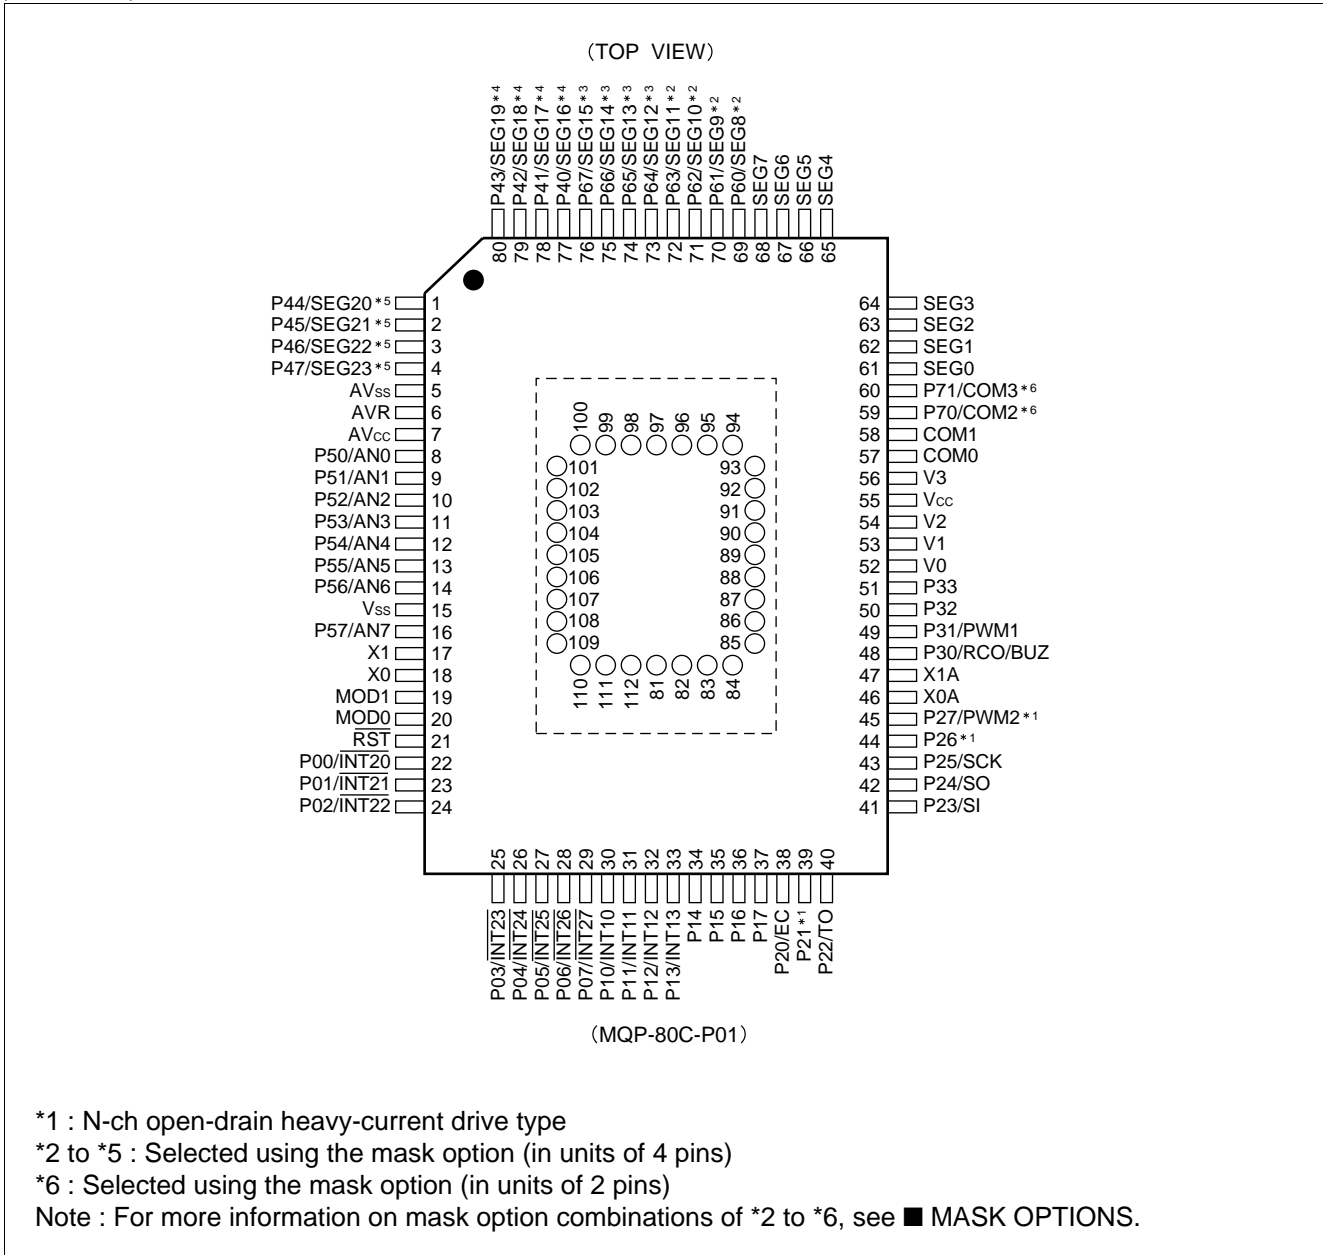 (TOP VIEW)
P43/SEG19*4
P42/SEG18*4
P41/SEG17*4
P40/SEG16*4
P67/SEG15*3
P66/SEG14*3
P65/SEG13*3
P64/SEG12*3
P63/SEG11*2
P62/SEG10*2
P61/SEG9*2
P60/SEG8*2
SEG7
SEG6
SEG5
SEG4
80 79 78 77 76 75 74 73 72 71 70 69 68 67 66 65
P44/SEG20*5 1
P45/SEG21*5 2
P46/SEG22*5 3
P47/SEG23*5 4
AVss 5
AVR 6
AVcc 7
P50/AN0 8
P51/AN1 9
P52/AN2 10
P53/AN3 11
P54/AN4 12
P55/AN5 13
P56/AN6 14
Vss 15
P57/AN7 16
X1 17
X0 18
MOD1 19
MOD0 20
RST 21
P00/INT20 22
P01/INT21 23
P02/INT22 24
64 SEG3
63 SEG2
62 SEG1
61 SEG0
60 P71/COM3*6
59 P70/COM2*6
58 COM1
57 COM0
56 V3
55 Vcc
54 V2
53 V1
52 V0
51 P33
50 P32
49 P31/PWM1
48 P30/RCO/BUZ
47 X1A
46 X0A
45 P27/PWM2*1
44 P26*1
43 P25/SCK
42 P24/SO
41 P23/SI
100 99 98 97 96 95 94
101 93
102 92
103 91
104 90
105 89
106 88
107 87
108 86
109 85
110 111 112 81 82 83 84
25 26 27 28 29 30 31 32 33 34 35 36 37 38 39 40
P03/INT23
P04/INT24
P05/INT25
P06/INT26
P07/INT27
P10/INT10
P11/INT11
P12/INT12
P13/INT13
P14
P15
P16
P17
P20/EC
P21*1
P22/TO
(MQP-80C-P01)
*1 : N-ch open-drain heavy-current drive type
*2 to *5 : Selected using the mask option (in units of 4 pins)
*6 : Selected using the mask option (in units of 2 pins)
Note : For more information on mask option combinations of *2 to *6, see ■ MASK OPTIONS.